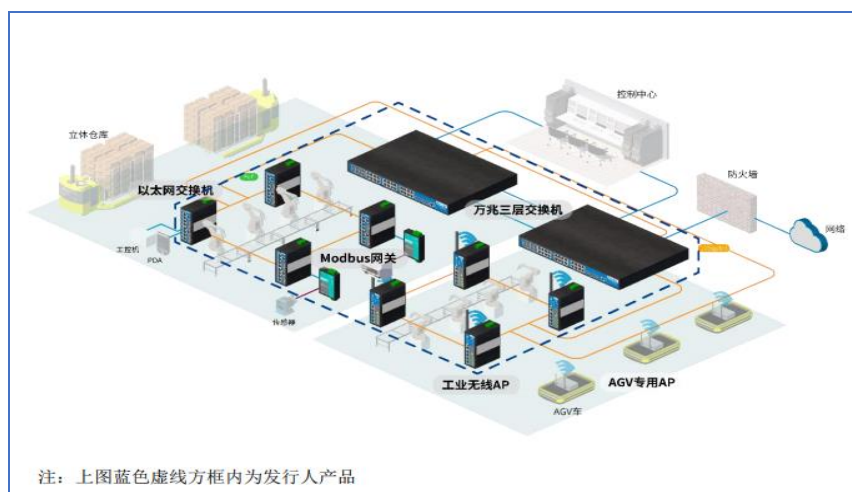 控制中心
立体仓库
防火墙
以太网交换机
万兆三层交换机
网络
工控机
PDA
Modbus网关
传感器
工业无线AP
AGV专用AP
AGV车
注：上图蓝色虚线方框内为发行人产品